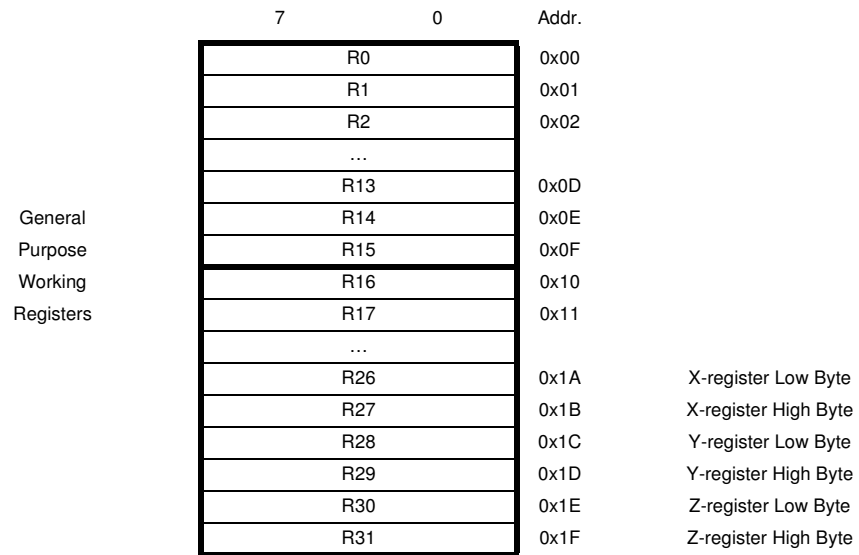 7 0 Addr.
R0 0x00
R1 0x01
R2 0x02
…
R13 0x0D
General R14 0x0E
Purpose R15 0x0F
Working R16 0x10
Registers R17 0x11
…
R26 0x1A X-register Low Byte
R27 0x1B X-register High Byte
R28 0x1C Y-register Low Byte
R29 0x1D Y-register High Byte
R30 0x1E Z-register Low Byte
R31 0x1F Z-register High Byte